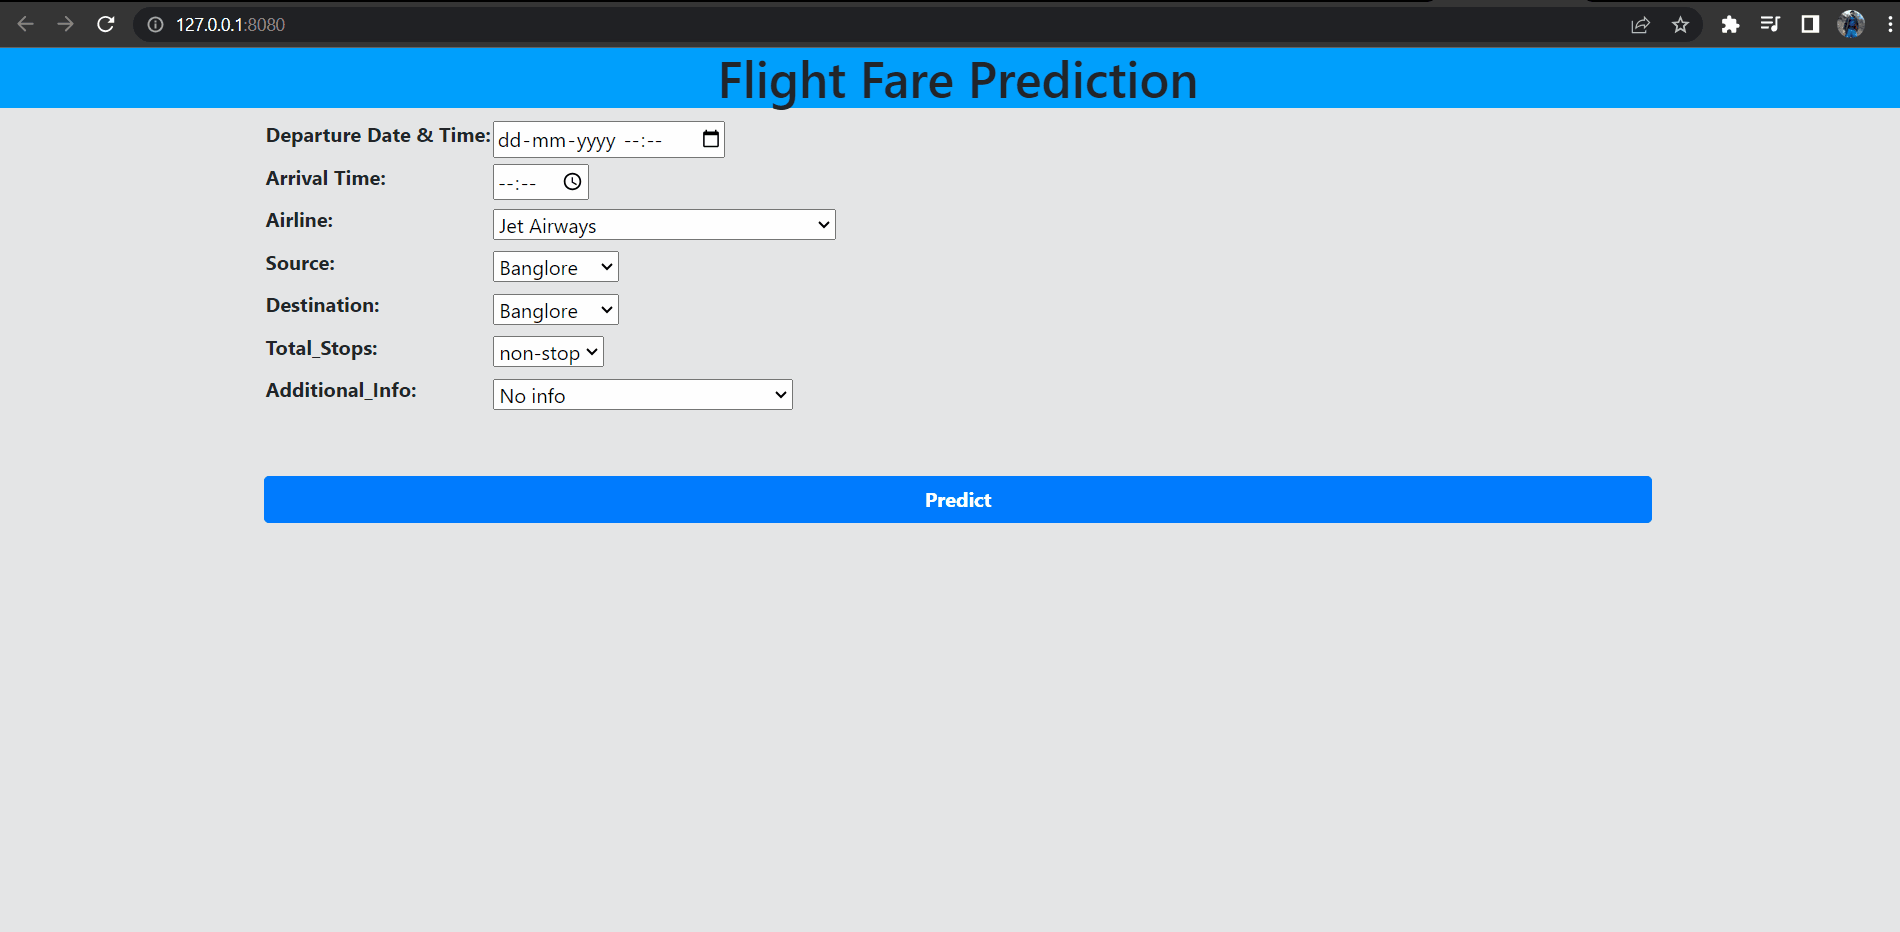 127.0.0.1:8080
Flight Fare Prediction
Departure Date & Time: dd-mm-yyyy --:--
Arrival Time: --:--
Airline: Jet Airways
Source: Banglore
Destination: Banglore
Total_Stops: non-stop
Additional_Info: No info
Predict